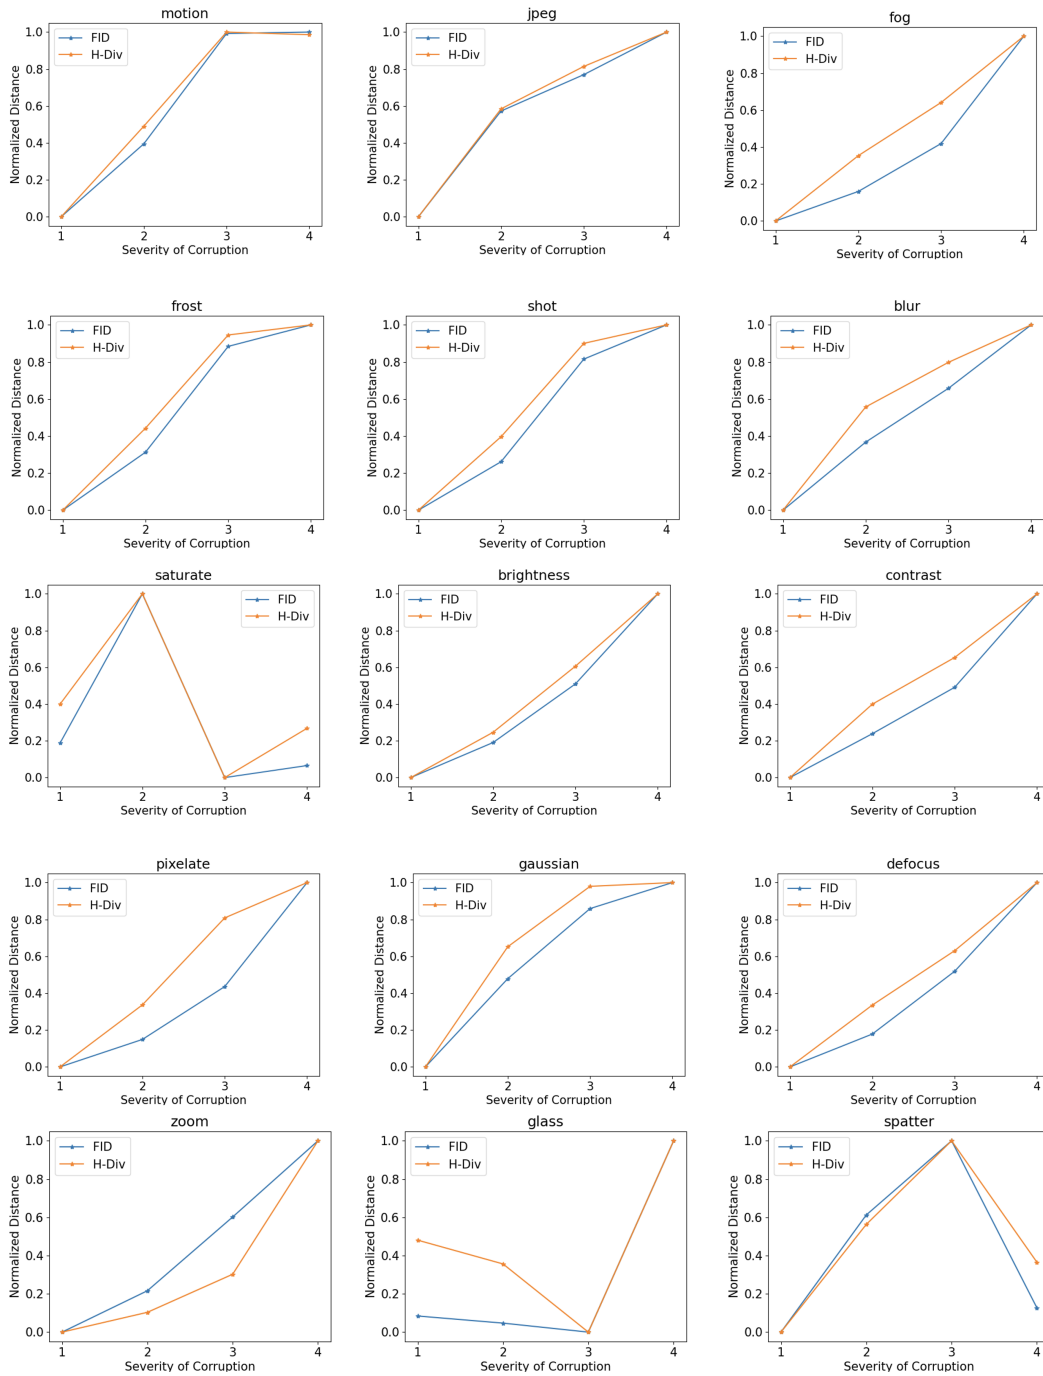 motion
jpeg
fog
1.0
0.8
0.6
0.4
0.2
0.0
Normalized Distance
FID
H-Div
1 2 3 4
Severity of Corruption
1.0
0.8
0.6
0.4
0.2
0.0
Normalized Distance
FID
H-Div
1 2 3 4
Severity of Corruption
1.0
0.8
0.6
0.4
0.2
0.0
Normalized Distance
FID
H-Div
1 2 3 4
Severity of Corruption
frost
shot
blur
1.0
0.8
0.6
0.4
0.2
0.0
Normalized Distance
FID
H-Div
1 2 3 4
Severity of Corruption
1.0
0.8
0.6
0.4
0.2
0.0
Normalized Distance
FID
H-Div
1 2 3 4
Severity of Corruption
1.0
0.8
0.6
0.4
0.2
0.0
Normalized Distance
FID
H-Div
1 2 3 4
Severity of Corruption
saturate
brightness
contrast
1.0
0.8
0.6
0.4
0.2
0.0
Normalized Distance
FID
H-Div
1 2 3 4
Severity of Corruption
1.0
0.8
0.6
0.4
0.2
0.0
Normalized Distance
FID
H-Div
1 2 3 4
Severity of Corruption
1.0
0.8
0.6
0.4
0.2
0.0
Normalized Distance
FID
H-Div
1 2 3 4
Severity of Corruption
pixelate
gaussian
defocus
1.0
0.8
0.6
0.4
0.2
0.0
Normalized Distance
FID
H-Div
1 2 3 4
Severity of Corruption
1.0
0.8
0.6
0.4
0.2
0.0
Normalized Distance
FID
H-Div
1 2 3 4
Severity of Corruption
1.0
0.8
0.6
0.4
0.2
0.0
Normalized Distance
FID
H-Div
1 2 3 4
Severity of Corruption
zoom
glass
spatter
1.0
0.8
0.6
0.4
0.2
0.0
Normalized Distance
FID
H-Div
1 2 3 4
Severity of Corruption
1.0
0.8
0.6
0.4
0.2
0.0
Normalized Distance
FID
H-Div
1 2 3 4
Severity of Corruption
1.0
0.8
0.6
0.4
0.2
0.0
Normalized Distance
FID
H-Div
1 2 3 4
Severity of Corruption